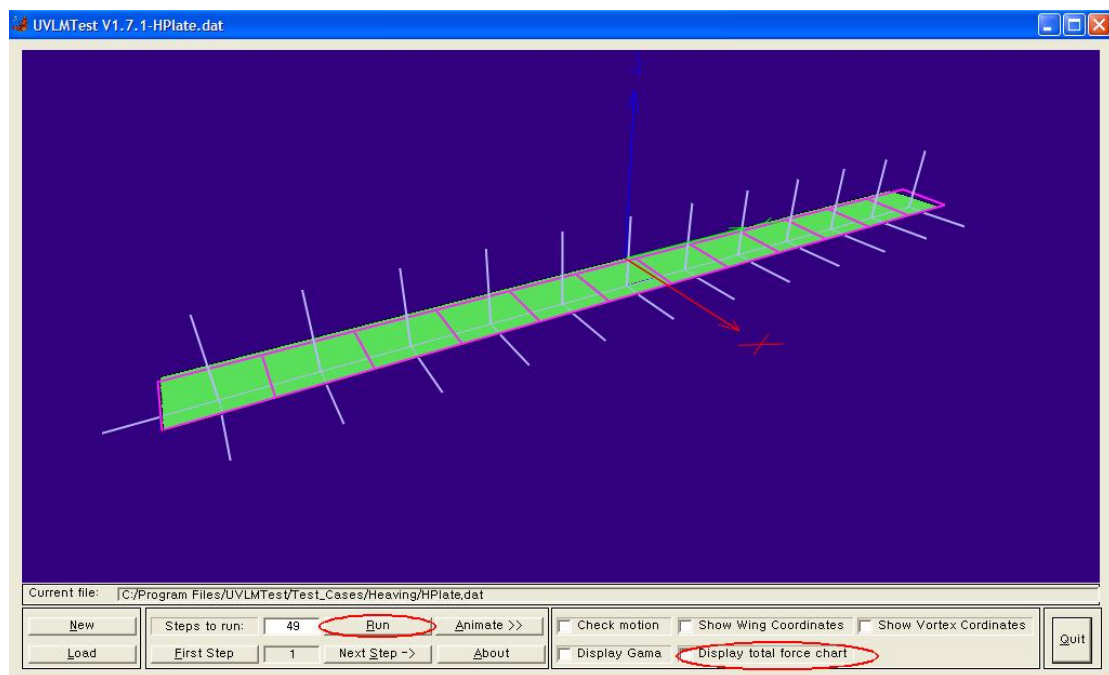 UVLMTest V1.7.1-HPlate.dat
X
Current file: C:/Program Files/UVLMTest/Test_Cases/Heaving/HPlate.dat
New Steps to run: 49 Run Animate >> Check motion Show Wing Coordinates Show Vortex Cordinates Quit
Load First Step 1 Next Step -> About Display Gama Display total force chart